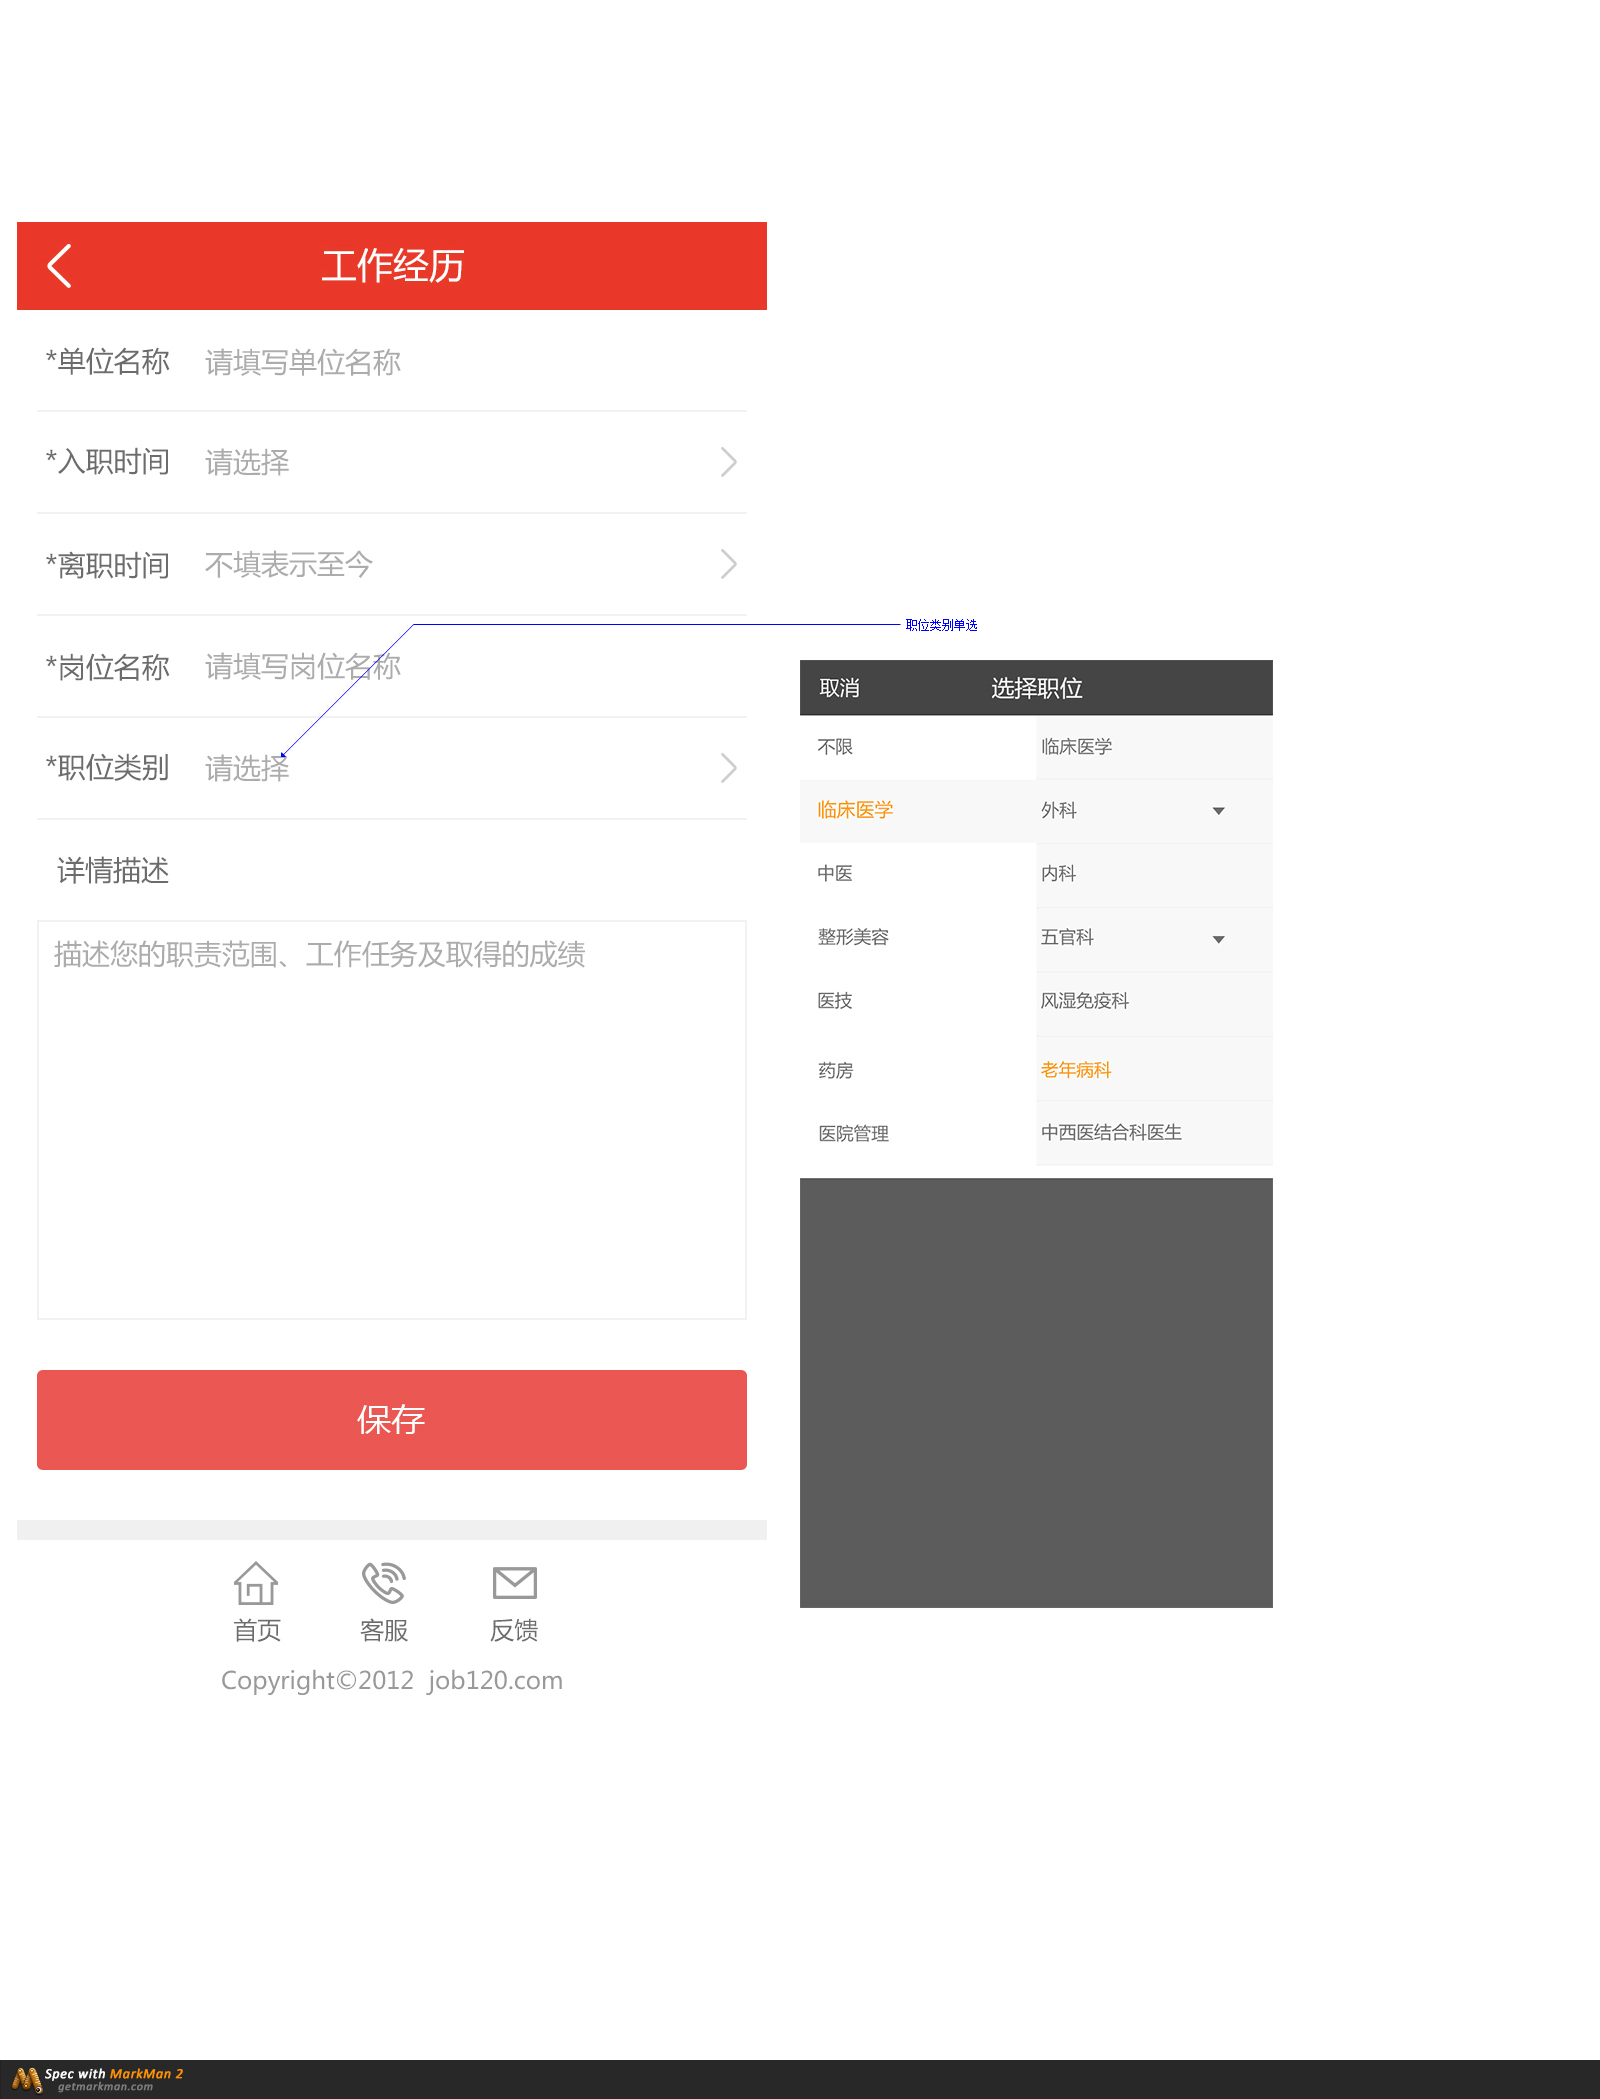 工作经历
*单位名称 请填写单位名称
*入职时间 请选择
*离职时间 不填表示至今
*岗位名称 请填写岗位名称
*职位类别 请选择
详情描述
描述您的职责范围、工作任务及取得的成绩
保存
首页 客服 反馈
Copyright©2012 job120.com
职位类别单选
取消 选择职位
不限 临床医学
临床医学 外科
中医 内科
整形美容 五官科
医技 风湿免疫科
药房 老年病科
医院管理 中西医结合科医生
Spec with MarkMan 2
getmarkman.com